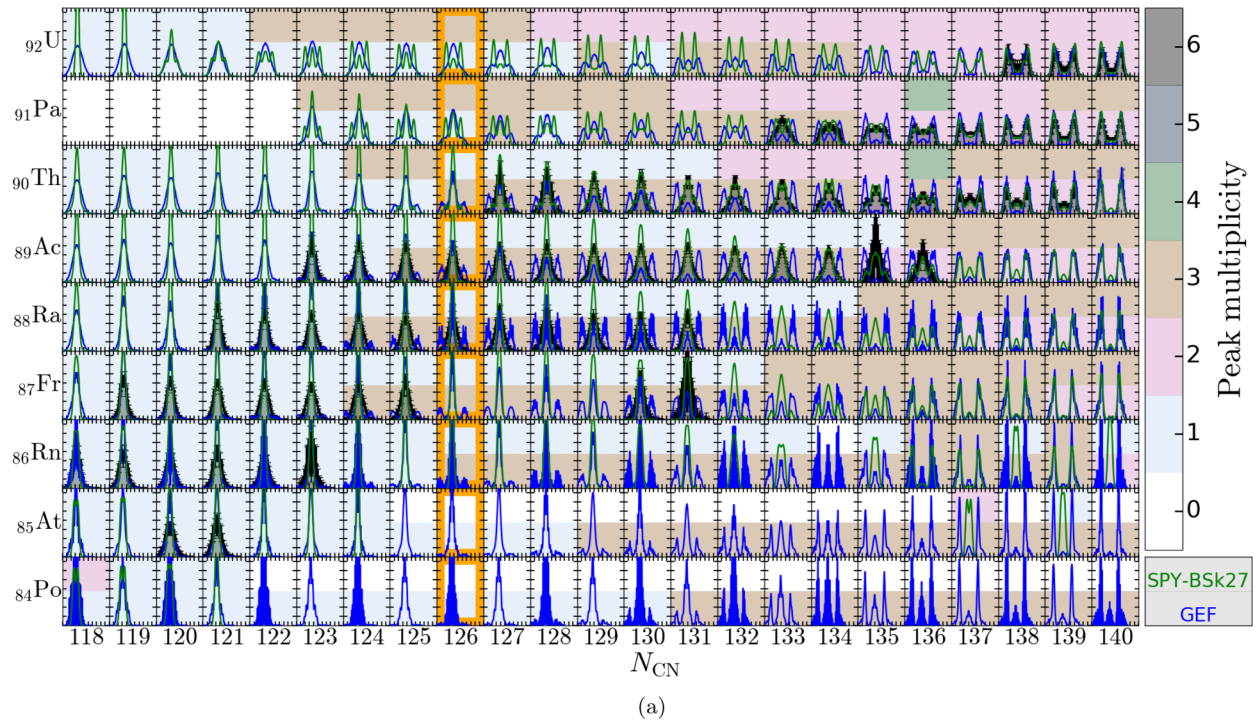 92U
91Pa
90Th
89Ac
88Ra
87Fr
86Rn
85At
84Po
118 119 120 121 122 123 124 125 126 127 128 129 130 131 132 133 134 135 136 137 138 139 140
N_CN
6
5
4
3
2
1
0
Peak multiplicity
SPY-BSk27
GEF
(a)